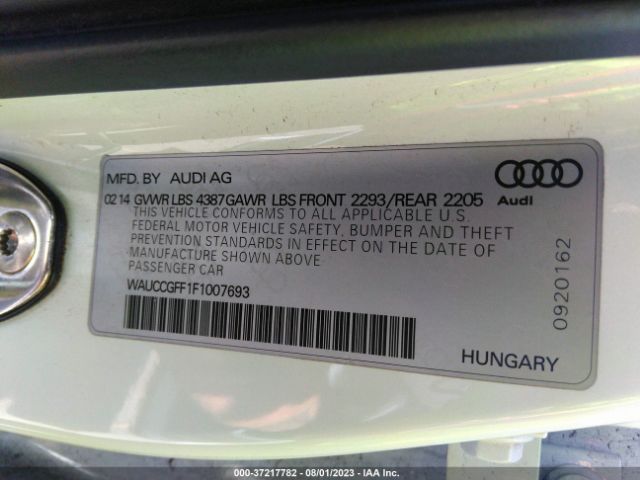 MFD. BY AUDI AG
Audi
02 14 GVWR LBS 4387 GAWR LBS FRONT 2293/REAR 2205
THIS VEHICLE CONFORMS TO ALL APPLICABLE U.S.
FEDERAL MOTOR VEHICLE SAFETY, BUMPER AND THEFT
PREVENTION STANDARDS IN EFFECT ON THE DATE OF
MANUFACTURE SHOWN ABOVE.
PASSENGER CAR
WAUCCGFF1F1007693
0920162
HUNGARY
000-37217782 - 08/01/2023 - IAA Inc.